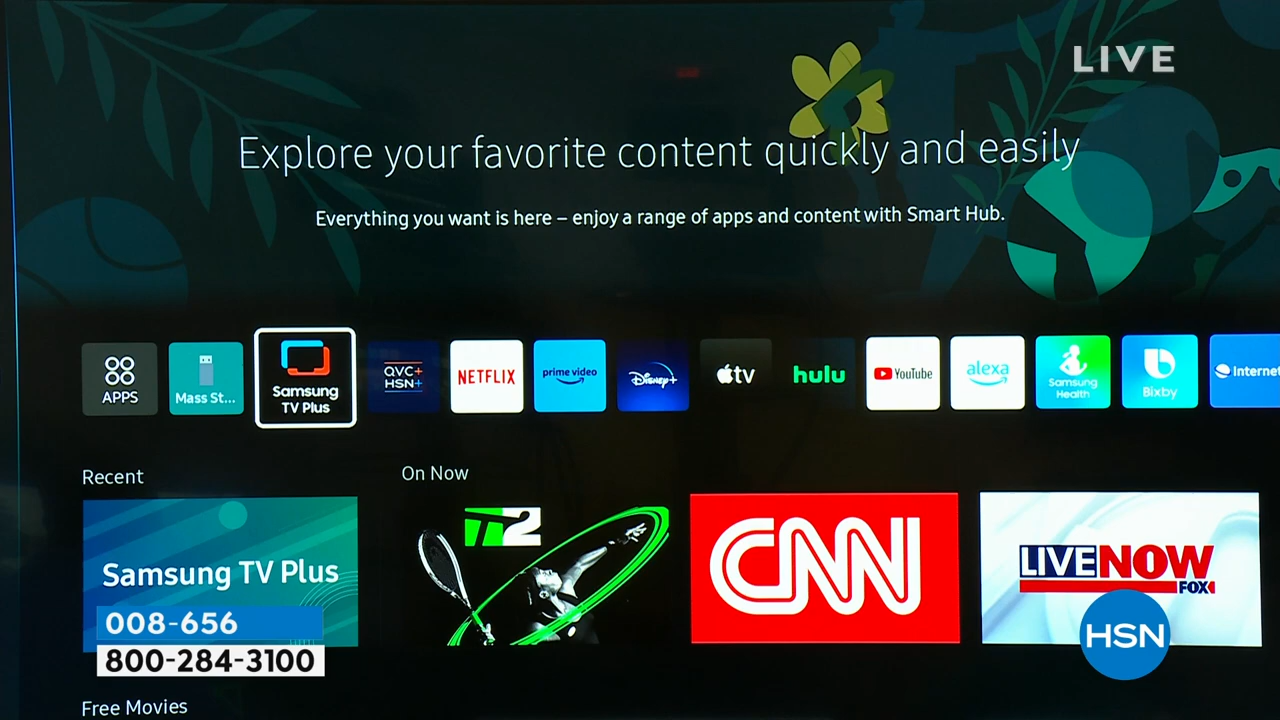 LIVE
Explore your favorite content quickly and easily
Everything you want is here – enjoy a range of apps and content with Smart Hub.
APPS
Mass St...
Samsung
TV Plus
QVC+
HSN+
NETFLIX
prime video
Disney+
tv
hulu
YouTube
alexa
Samsung
Health
Bixby
Internet
Recent
On Now
Samsung TV Plus
T2
CNN
LIVENOW
FOX
008-656
800-284-3100
HSN
Free Movies